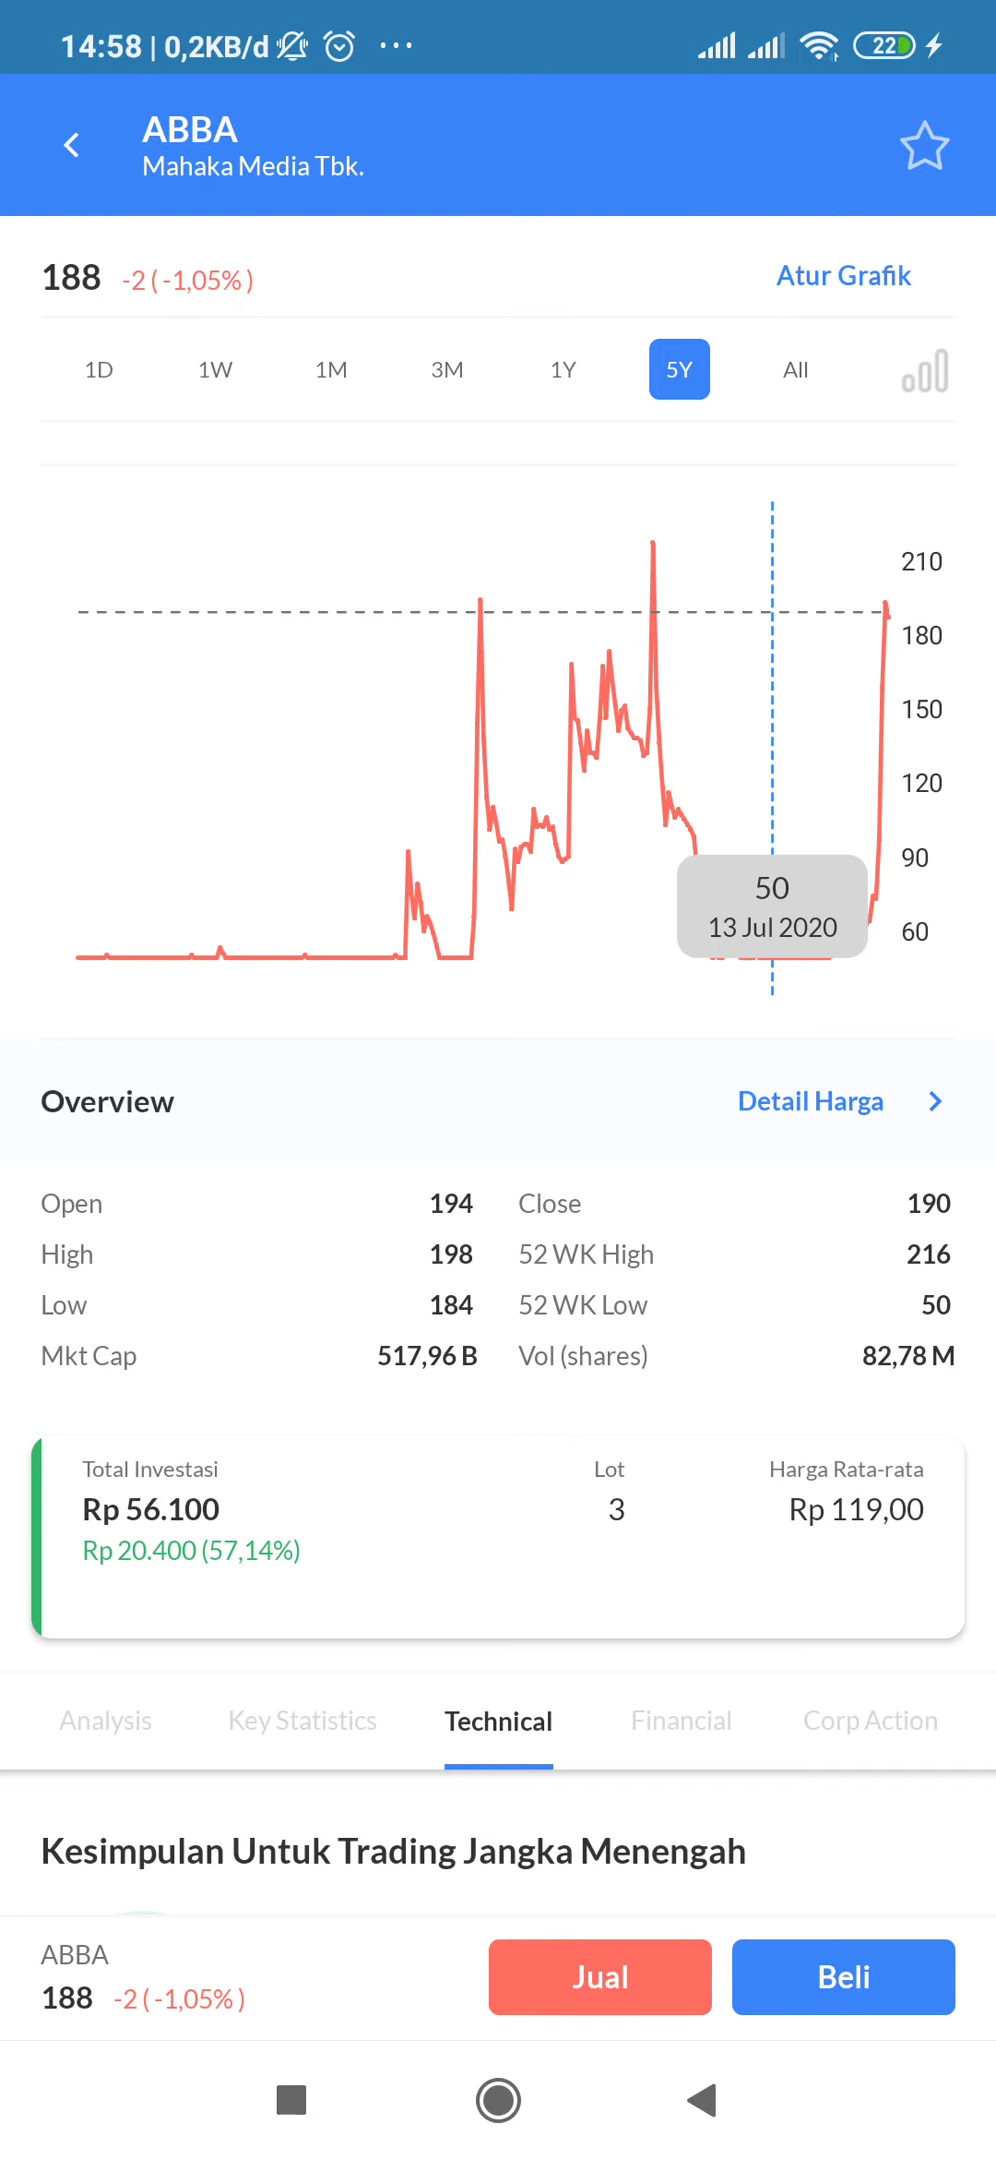 14:58 | 0,2KB/d ...
22
ABBA
Mahaka Media Tbk.
188 -2 ( -1,05% ) Atur Grafik
1D 1W 1M 3M 1Y 5Y All
210
180
150
120
90
60
50
13 Jul 2020
Overview Detail Harga
Open 194 Close 190
High 198 52 WK High 216
Low 184 52 WK Low 50
Mkt Cap 517,96 B Vol (shares) 82,78 M
Total Investasi Lot Harga Rata-rata
Rp 56.100 3 Rp 119,00
Rp 20.400 (57,14%)
Analysis Key Statistics Technical Financial Corp Action
Kesimpulan Untuk Trading Jangka Menengah
ABBA
188 -2 ( -1,05% )
Jual Beli